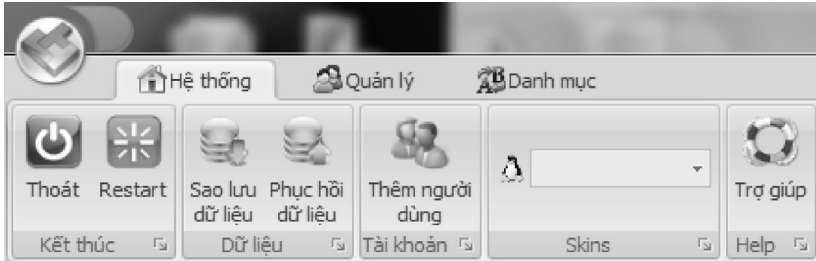 Hệ thống Quản lý Danh mục
Thoát Restart Sao lưu Phục hồi Thêm người Trợ giúp
dữ liệu dữ liệu dùng
Kết thúc Dữ liệu Tài khoản Skins Help